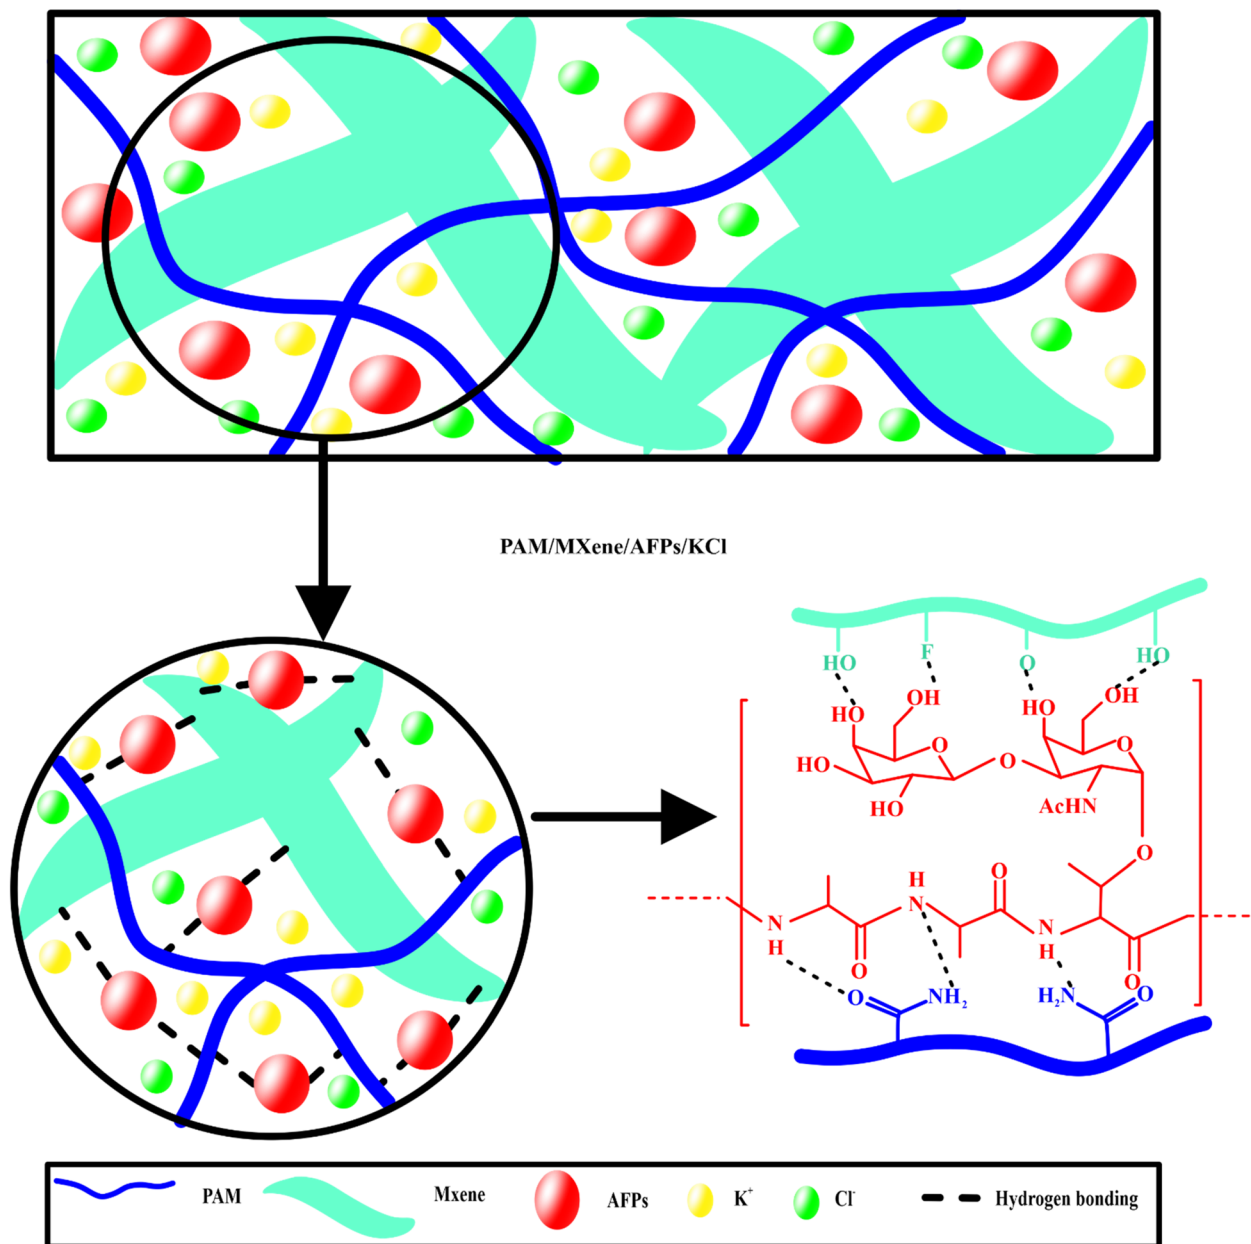 PAM/MXene/AFPs/KCl
HO F O HO
HO OH HO OH
HO O O O
HO AcHN
O
H O
N N N
H O H O
O NH₂ H₂N O
PAM Mxene AFPs K⁺ Cl⁻ Hydrogen bonding